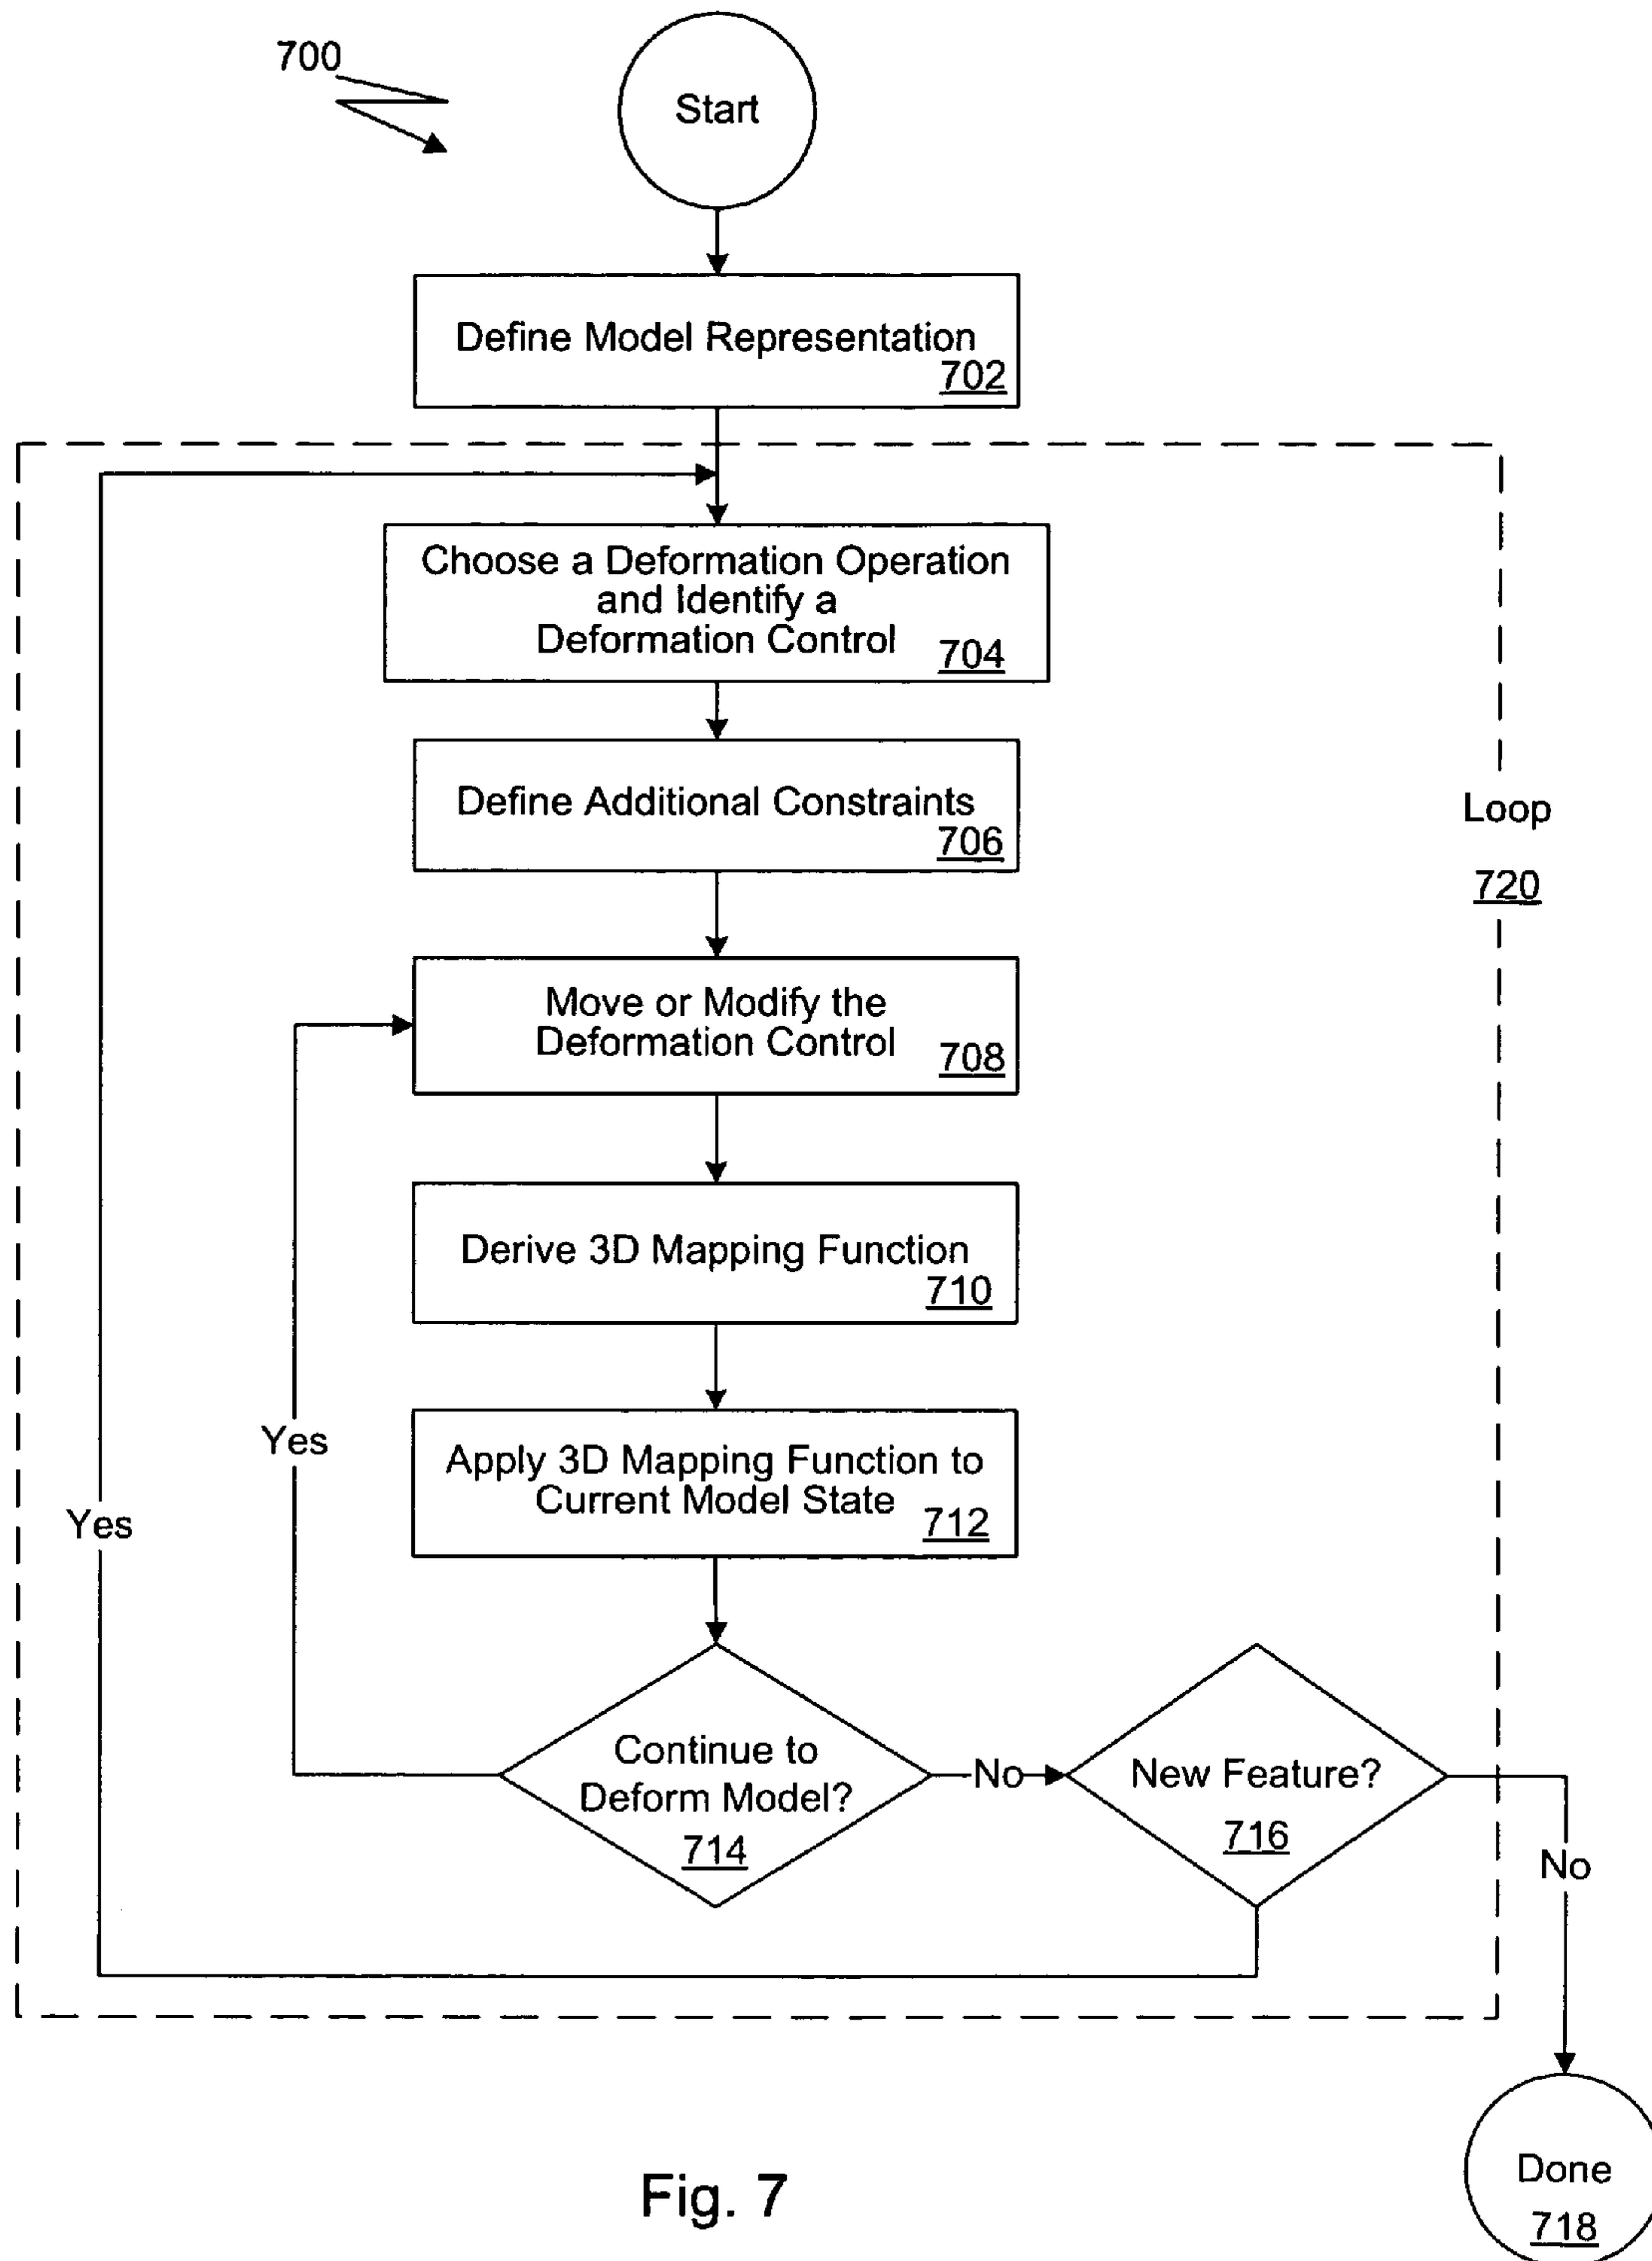 700
Start
Define Model Representation
702
Choose a Deformation Operation
and Identify a
Deformation Control
704
Define Additional Constraints
706
Loop
720
Move or Modify the
Deformation Control
708
Derive 3D Mapping Function
710
Yes
Apply 3D Mapping Function to
Current Model State
712
Yes
Continue to
Deform Model?
714
No
New Feature?
716
No
Done
718
Fig. 7